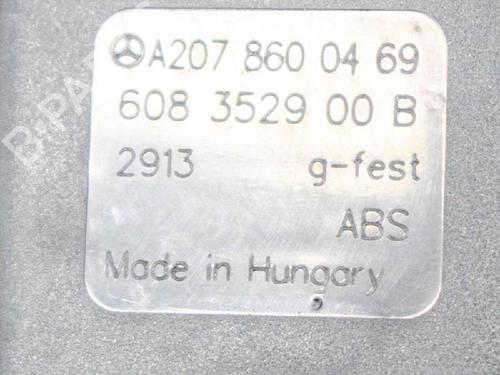 A207 860 04 69
608 3529 00 B
2913 g-fest
ABS
Made in Hungary